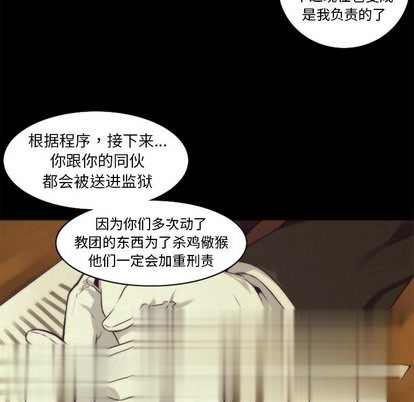 是我负责的了
根据程序，接下来...
你跟你的同伙
都会被送进监狱
因为你们多次动了
教团的东西为了杀鸡儆猴
他们一定会加重刑责